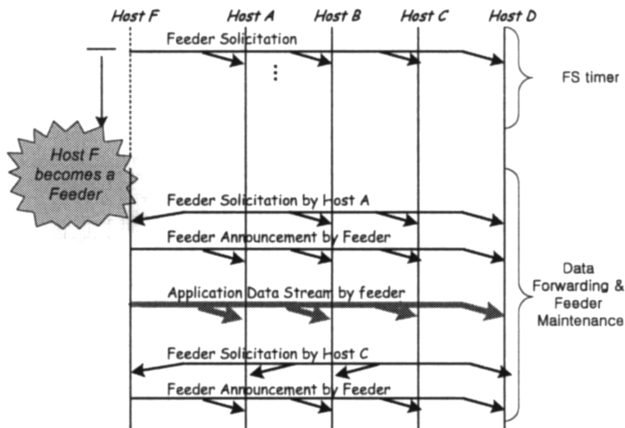 Host F Host A Host B Host C Host D
Feeder Solicitation
FS timer
Host F
becomes a
Feeder
Feeder Solicitation by Host A
Feeder Announcement by Feeder
Application Data Stream by feeder
Data
Forwarding &
Feeder
Maintenance
Feeder Solicitation by Host C
Feeder Announcement by Feeder